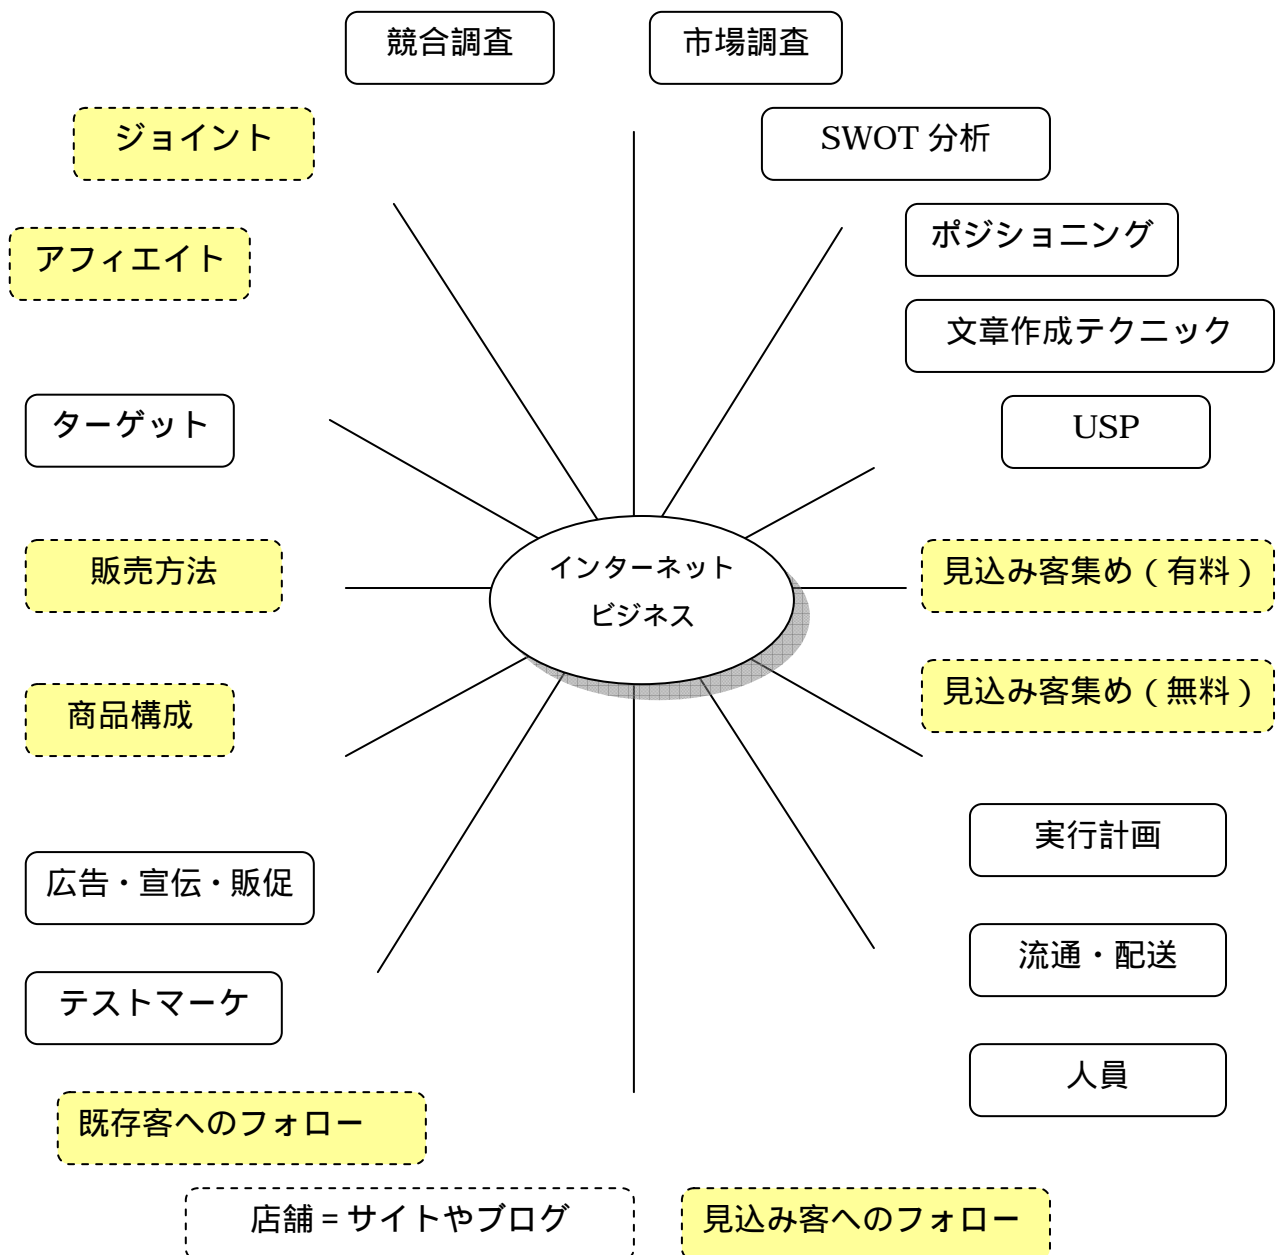 競合調査
市場調査
ジョイント
SWOT 分析
アフィエイト
ポジショニング
文章作成テクニック
ターゲット
USP
インターネット
ビジネス
販売方法
見込み客集め(有料)
商品構成
見込み客集め(無料)
実行計画
広告・宣伝・販促
流通・配送
テストマーケ
人員
既存客へのフォロー
店舗=サイトやブログ
見込み客へのフォロー